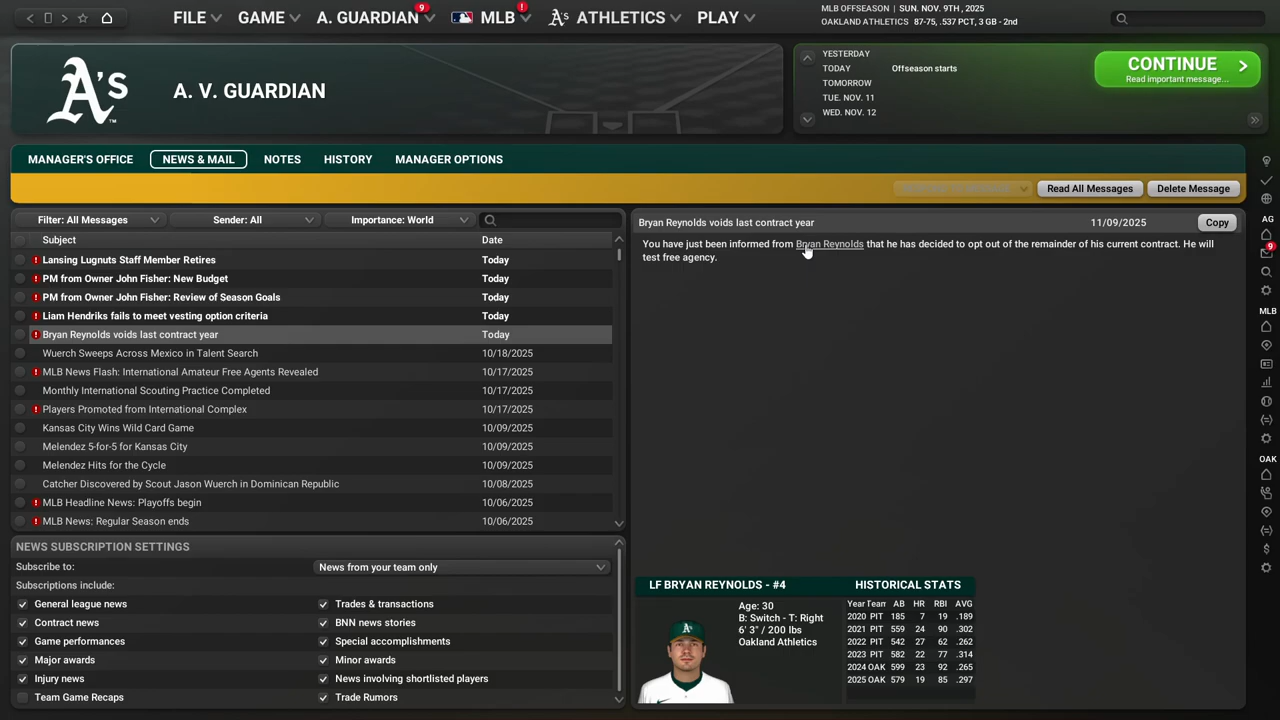 FILE
GAME
A. GUARDIAN
9
MLB
!
A's ATHLETICS
PLAY
MLB OFFSEASON | SUN. NOV. 9TH , 2025
OAKLAND ATHLETICS 87-75, .537 PCT, 3 GB - 2nd
A's
A. V. GUARDIAN
YESTERDAY
TODAY Offseason starts
TOMORROW
TUE. NOV. 11
WED. NOV. 12
CONTINUE
Read important message...
MANAGER'S OFFICE
NEWS & MAIL
NOTES
HISTORY
MANAGER OPTIONS
Read All Messages
Delete Message
Filter: All Messages
Sender: All
Importance: World
Subject Date
Lansing Lugnuts Staff Member Retires Today
PM from Owner John Fisher: New Budget Today
PM from Owner John Fisher: Review of Season Goals Today
Liam Hendriks fails to meet vesting option criteria Today
Bryan Reynolds voids last contract year Today
Wuerch Sweeps Across Mexico in Talent Search 10/18/2025
MLB News Flash: International Amateur Free Agents Revealed 10/17/2025
Monthly International Scouting Practice Completed 10/17/2025
Players Promoted from International Complex 10/17/2025
Kansas City Wins Wild Card Game 10/09/2025
Melendez 5-for-5 for Kansas City 10/09/2025
Melendez Hits for the Cycle 10/09/2025
Catcher Discovered by Scout Jason Wuerch in Dominican Republic 10/08/2025
MLB Headline News: Playoffs begin 10/06/2025
MLB News: Regular Season ends 10/06/2025
NEWS SUBSCRIPTION SETTINGS
Subscribe to: News from your team only
Subscriptions include:
General league news Trades & transactions
Contract news BNN news stories
Game performances Special accomplishments
Major awards Minor awards
Injury news News involving shortlisted players
Team Game Recaps Trade Rumors
Bryan Reynolds voids last contract year 11/09/2025 Copy
You have just been informed from Bryan Reynolds that he has decided to opt out of the remainder of his current contract. He will
test free agency.
LF BRYAN REYNOLDS - #4
Age: 30
B: Switch - T: Right
6' 3" / 200 lbs
Oakland Athletics
HISTORICAL STATS
Year Team AB HR RBI AVG
2020 PIT 185 7 19 .189
2021 PIT 559 24 90 .302
2022 PIT 542 27 62 .262
2023 PIT 582 22 77 .314
2024 OAK 599 23 92 .265
2025 OAK 579 19 85 .297
AG
9
MLB
OAK